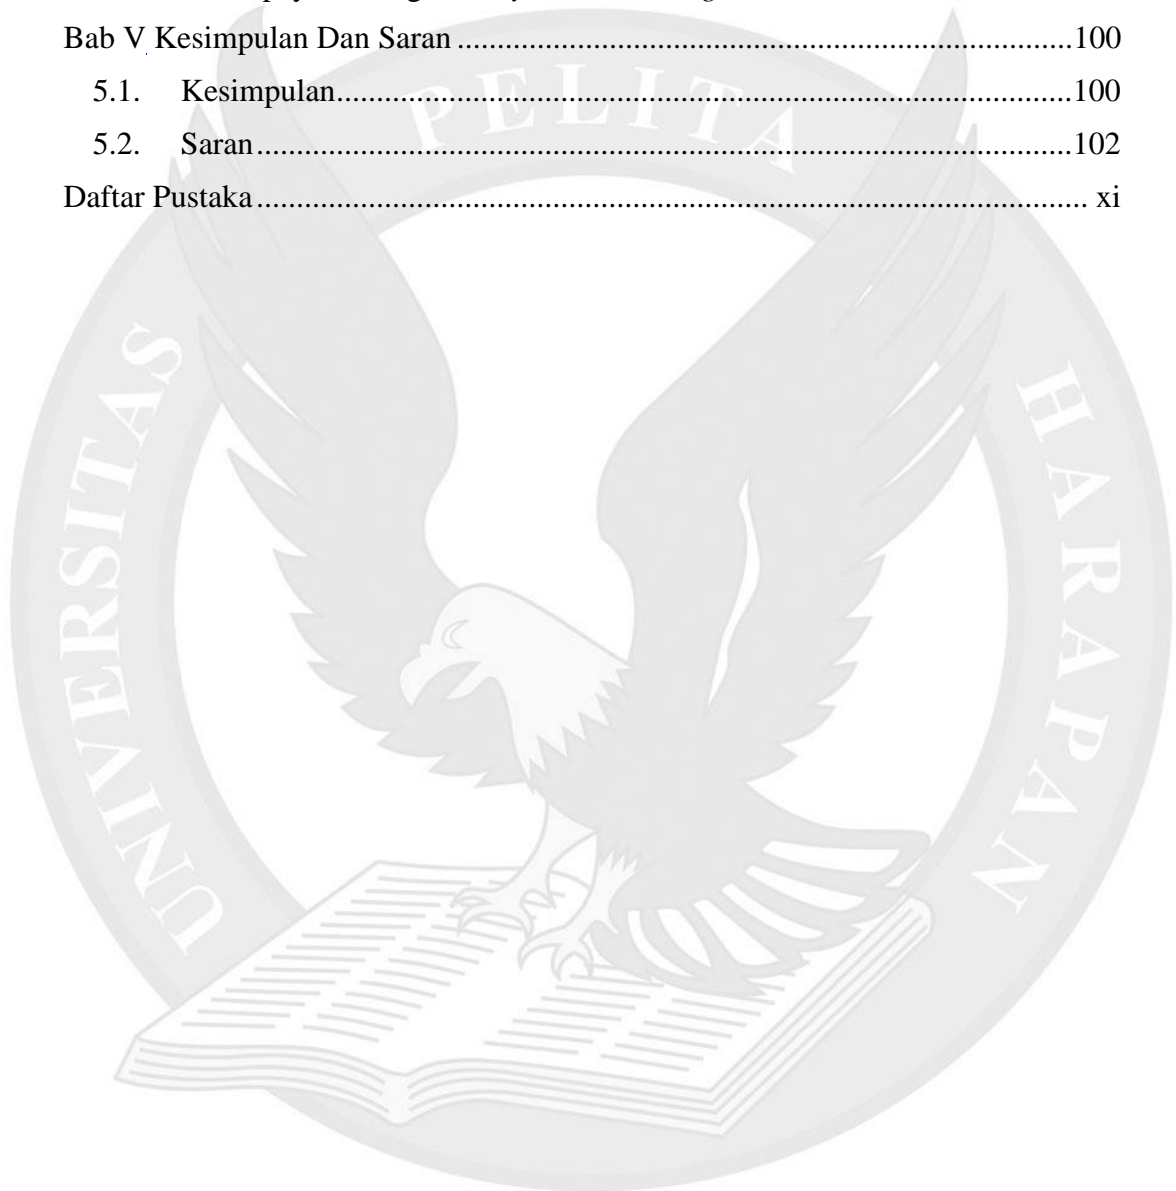 Bab V Kesimpulan Dan Saran ............................................................................100
5.1. Kesimpulan...........................................................................................100
5.2. Saran.....................................................................................................102
Daftar Pustaka....................................................................................................... xi
UNIVERSITAS PELITA HARAPAN